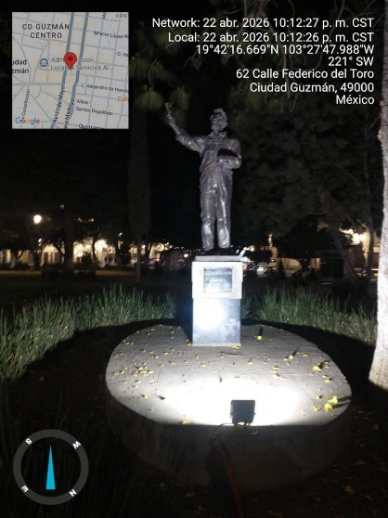 Network: 22 abr. 2026 10:12:27 p. m. CST
Local: 22 abr. 2026 10:12:26 p. m. CST
19°42'16.669"N 103°27'47.988"W
221° SW
62 Calle Federico del Toro
Ciudad Guzmán, 49000
México
CD GUZMÁN
CENTRO
Google
S
W
E
N